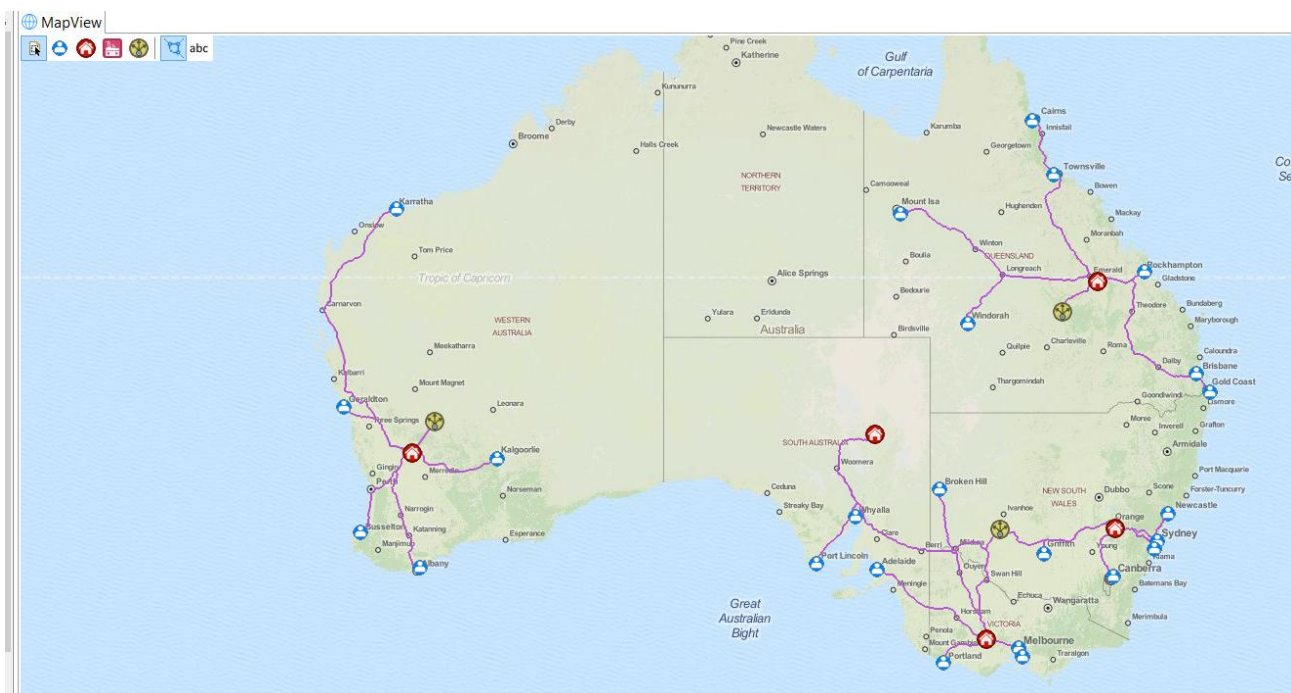 MapView
abc
Pine Creek
Katherine
Gulf
of Carpentaria
Kununurra
Cairns
Derby
Innisfail
Newcastle Waters
Karumba
Broome
Halls Creek
Georgetown
Co
Se
Townsville
NORTHERN
TERRITORY
Camooweal
Bowen
Mount Isa
Hughenden
Karratha
Mackay
Onslow
Moranbah
Winton
Tom Price
QUEENSLAND
Boulia
Rockhampton
Tropic of Capricorn
Alice Springs
Longreach
Emerald
Gladstone
Bedourie
Carnarvon
Theodore
Bundaberg
Yulara
Erldunda
Windorah
WESTERN
AUSTRALIA
Australia
Birdsville
Maryborough
Meekatharra
Quilpie
Charleville
Roma
Caloundra
Dalby
Brisbane
Kalbarri
Mount Magnet
Thargomindah
Gold Coast
Geraldton
Leonara
Goondiwindi
Lismore
Three Springs
Moree
Inverell
Grafton
SOUTH AUSTRALIA
Armidale
Kalgoorlie
Woomera
Gingin
Merredin
Port Macquarie
Perth
Broken Hill
Norseman
Ceduna
NEW SOUTH
WALES
Dubbo
Scone
Forster-Tuncurry
Streaky Bay
Ivanhoe
Newcastle
Narrogin
Whyalla
Orange
Busselton
Katanning
Esperance
Clare
Sydney
Manjimup
Berri
Mildura
Griffith
Young
Kiama
Port Lincoln
Adelaide
Ouyen
Albany
Swan Hill
Canberra
Meningie
Batemans Bay
Echuca
Wangaratta
Great
Australian
Bight
Horsham
VICTORIA
Merimbula
Penola
Mount Gambier
Melbourne
Portland
Traralgon